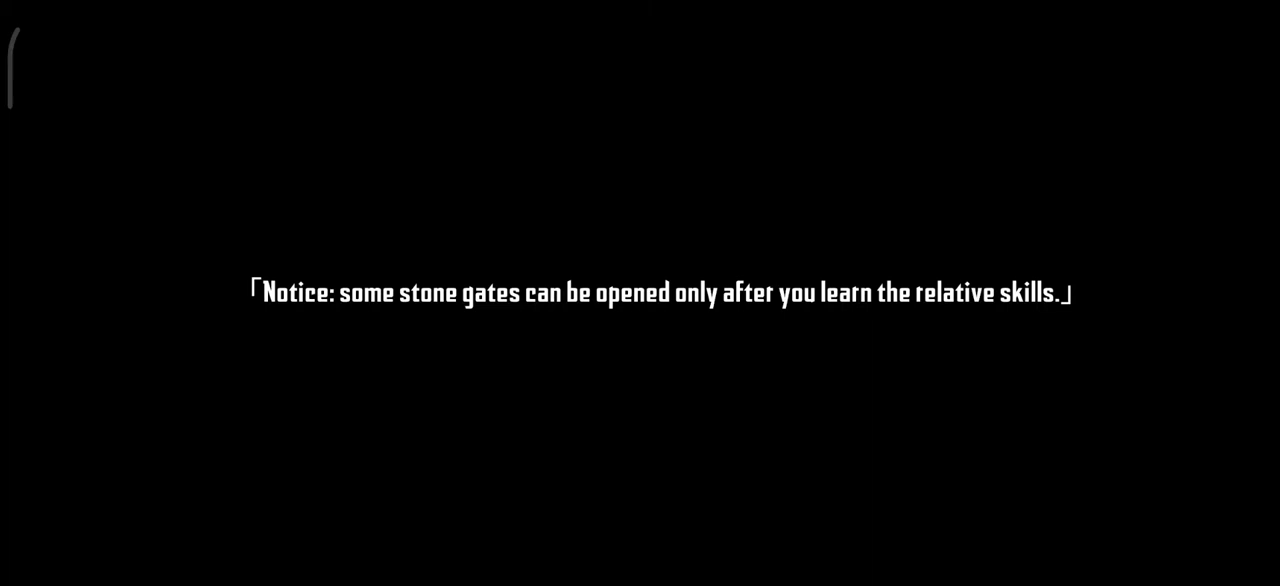 「Notice: some stone gates can be opened only after you learn the relative skills.」